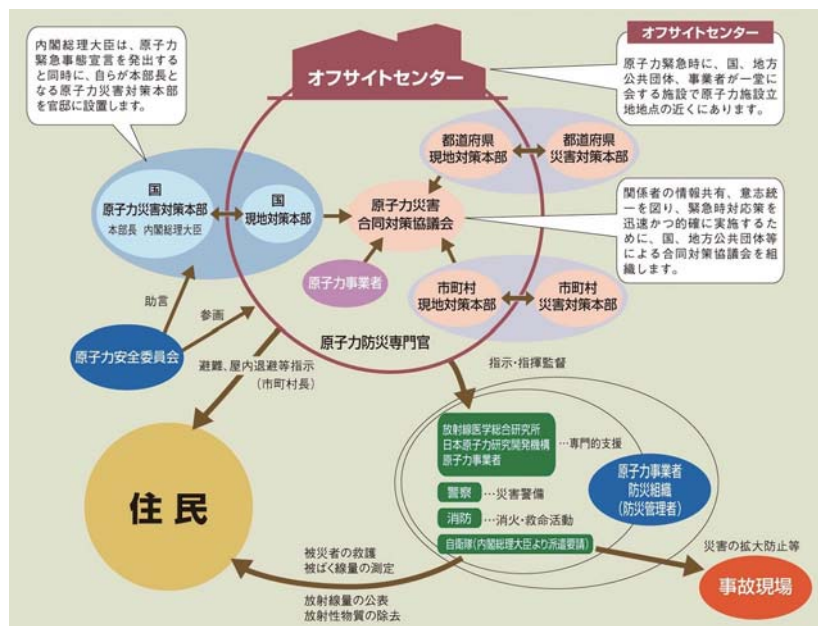 内閣総理大臣は、原子力
緊急事態宣言を発出する
と同時に、自らが本部長と
なる原子力災害対策本部
を官邸に設置します。
オフサイトセンター
オフサイトセンター
原子力緊急時に、国、地方
公共団体、事業者が一堂に
会する施設で原子力施設立
地地点の近くにあります。
都道府県
現地対策本部
都道府県
災害対策本部
国
原子力災害対策本部
本部長 内閣総理大臣
国
現地対策本部
原子力災害
合同対策協議会
関係者の情報共有、意志統
一を図り、緊急時対応策を
迅速かつ的確に実施するた
めに、国、地方公共団体等
による合同対策協議会を組
織します。
原子力事業者
市町村
現地対策本部
市町村
災害対策本部
助言
参画
原子力安全委員会
原子力防災専門官
避難、屋内退避等指示
(市町村長)
指示・指揮監督
住民
放射線医学総合研究所
日本原子力研究開発機構
原子力事業者
…専門的支援
警察
…災害警備
消防
…消火・救命活動
自衛隊(内閣総理大臣より派遣要請)
原子力事業者
防災組織
(防災管理者)
被災者の救護
被ばく線量の測定
放射線量の公表
放射性物質の除去
災害の拡大防止等
事故現場